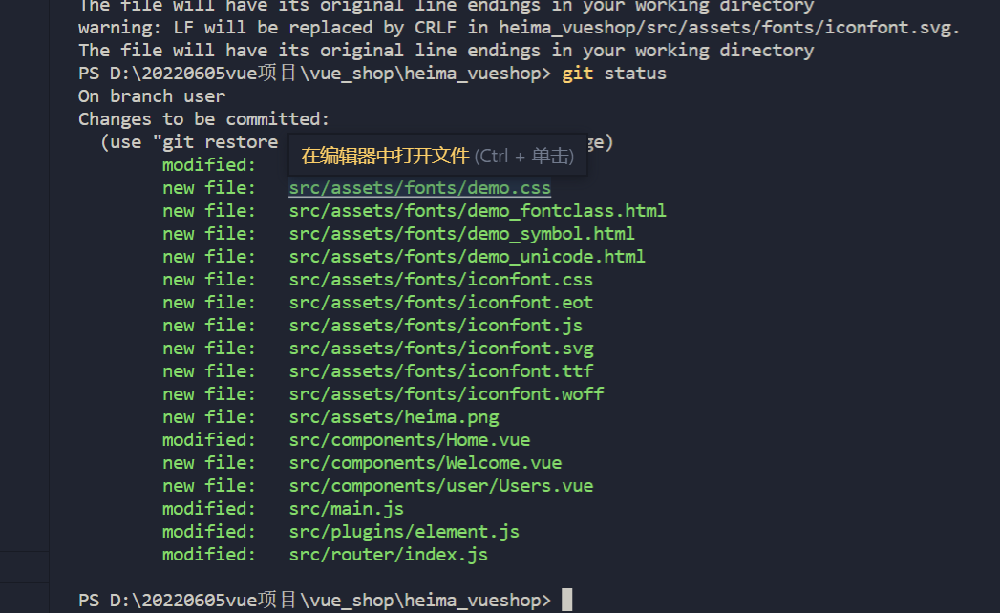 The file will have its original line endings in your working directory
warning: LF will be replaced by CRLF in heima_vueshop/src/assets/fonts/iconfont.svg.
The file will have its original line endings in your working directory
PS D:\20220605vue项目\vue_shop\heima_vueshop> git status
On branch user
Changes to be committed:
(use "git restore ge)
在编辑器中打开文件 (Ctrl + 单击)
modified:
new file: src/assets/fonts/demo.css
new file: src/assets/fonts/demo_fontclass.html
new file: src/assets/fonts/demo_symbol.html
new file: src/assets/fonts/demo_unicode.html
new file: src/assets/fonts/iconfont.css
new file: src/assets/fonts/iconfont.eot
new file: src/assets/fonts/iconfont.js
new file: src/assets/fonts/iconfont.svg
new file: src/assets/fonts/iconfont.ttf
new file: src/assets/fonts/iconfont.woff
new file: src/assets/heima.png
modified: src/components/Home.vue
new file: src/components/Welcome.vue
new file: src/components/user/Users.vue
modified: src/main.js
modified: src/plugins/element.js
modified: src/router/index.js
PS D:\20220605vue项目\vue_shop\heima_vueshop>